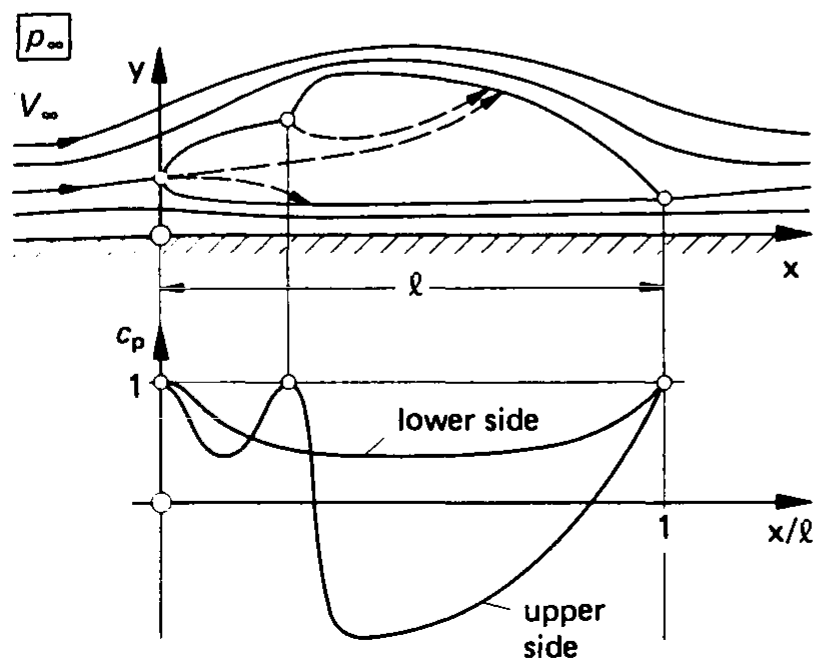 p∞
y
V∞
x
ℓ
cp
1
lower side
1
x/ℓ
upper
side